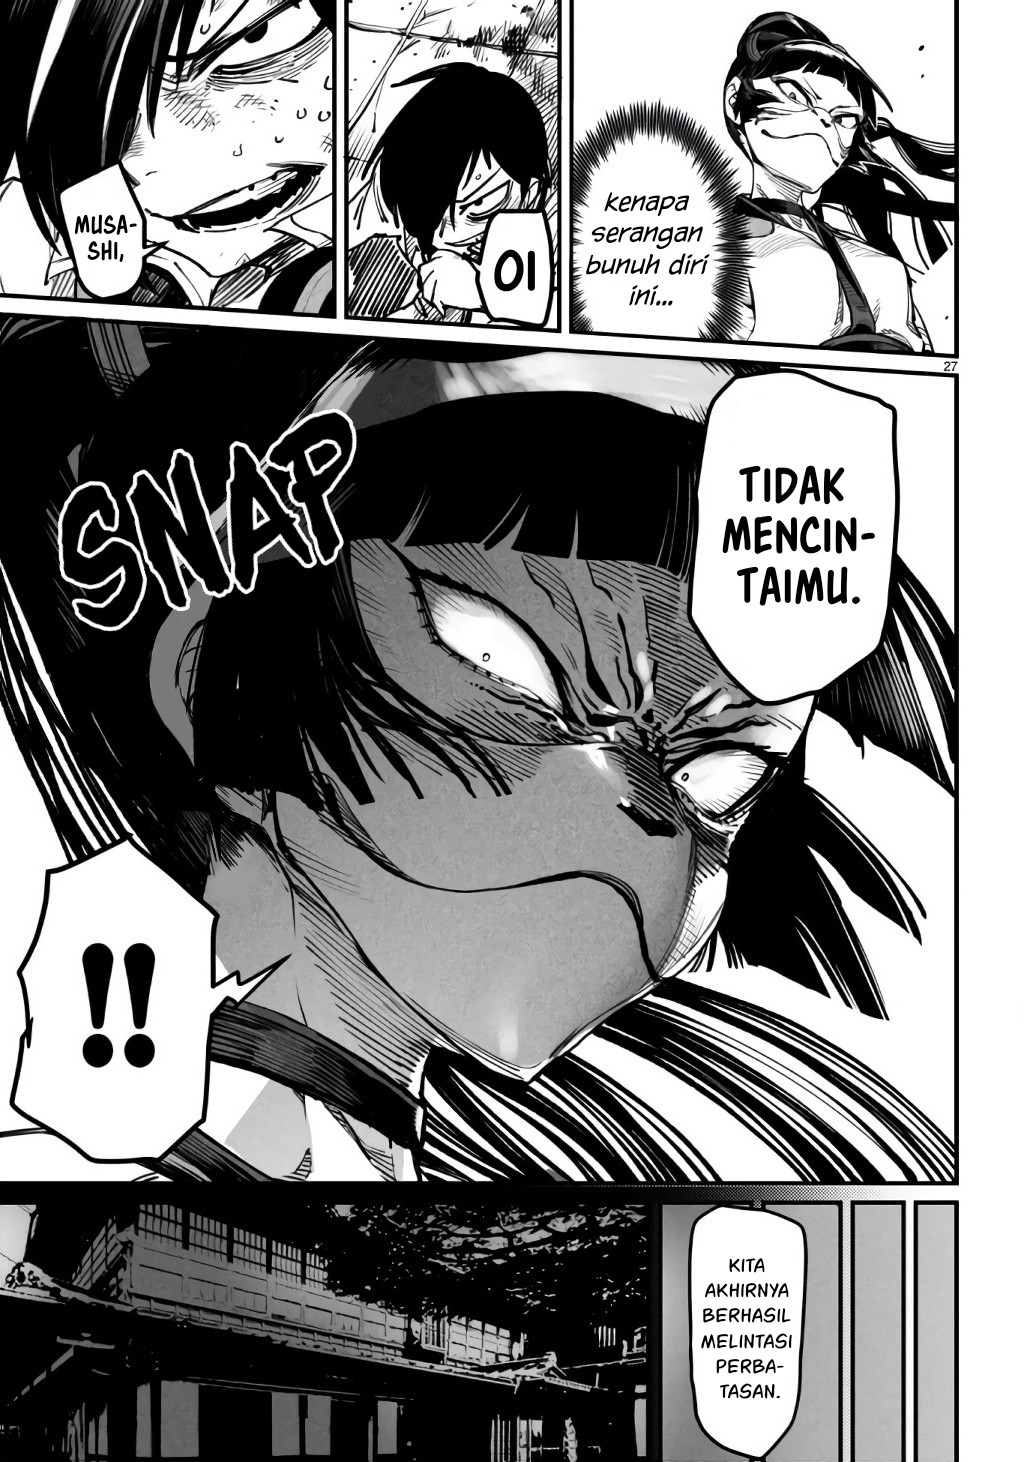 kenapa
serangan
bunuh diri
ini...
OI
MUSA-
SHI,
27
TIDAK
MENCIN-
TAIMU.
SNAP
!!
KITA
AKHIRNYA
BERHASIL
MELINTASI
PERBA-
TASAN.